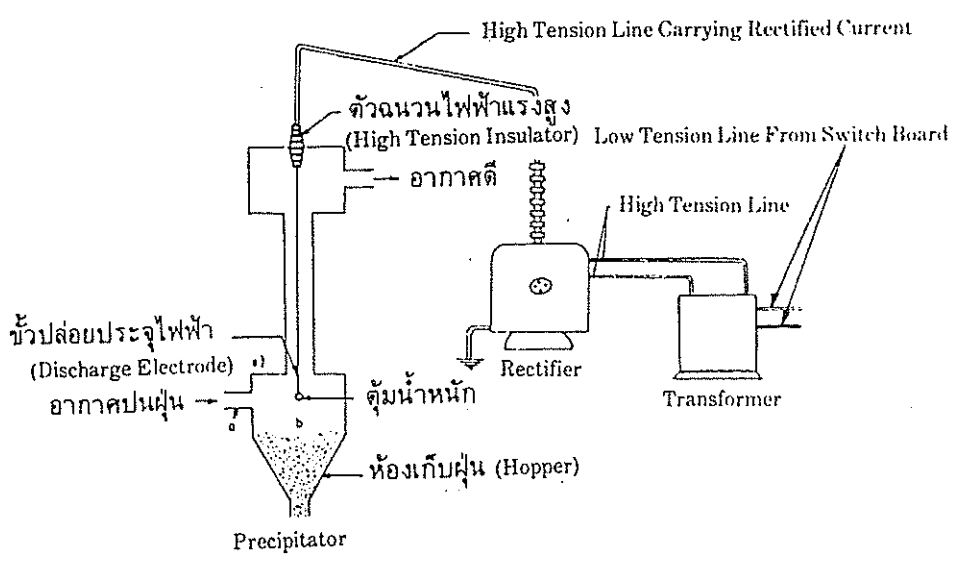 High Tension Line Carrying Rectified Current
ตัวฉนวนไฟฟ้าแรงสูง
(High Tension Insulator)
Low Tension Line From Switch Board
อากาศดี
High Tension Line
ขั้วปล่อยประจุไฟฟ้า
(Discharge Electrode)
Rectifier
อากาศปนฝุ่น
ตุ้มน้ำหนัก
Transformer
a
b
ห้องเก็บฝุ่น (Hopper)
Precipitator